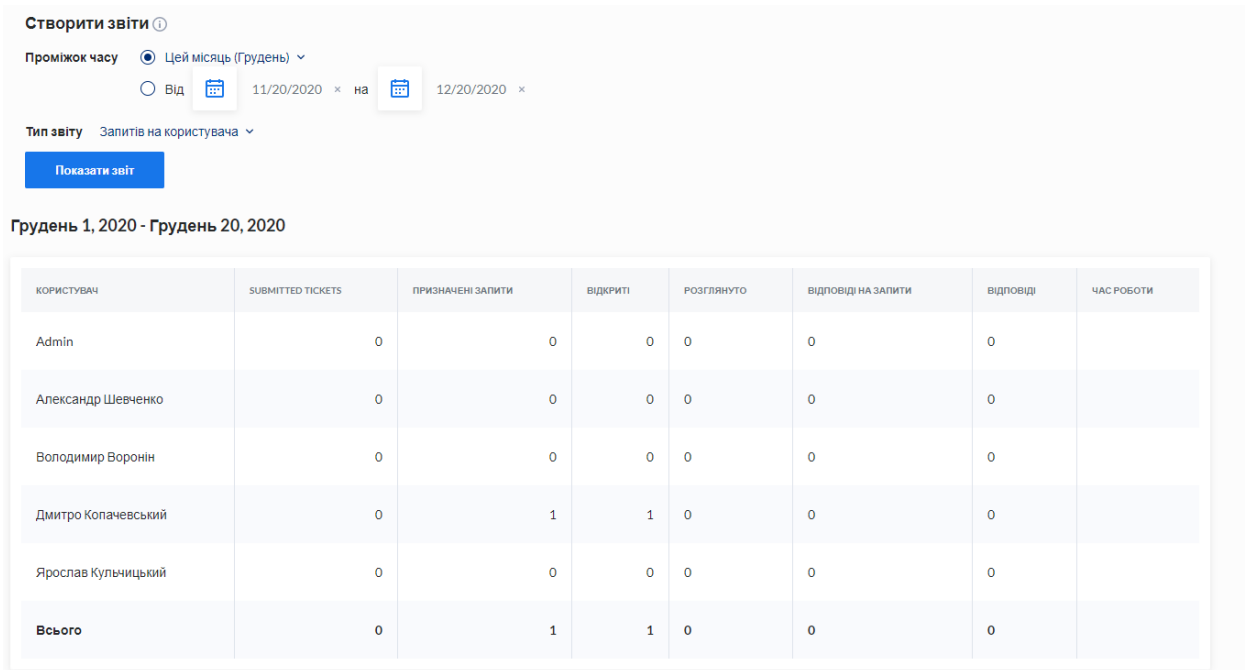 Створити звіти
Проміжок часу Цей місяць (Грудень)
Від 11/20/2020 × на 12/20/2020 ×
Тип звіту Запитів на користувача
Показати звіт
Грудень 1, 2020 - Грудень 20, 2020
КОРИСТУВАЧ SUBMITTED TICKETS ПРИЗНАЧЕНІ ЗАПИТИ ВІДКРИТІ РОЗГЛЯНУТО ВІДПОВІДІ НА ЗАПИТИ ВІДПОВІДІ ЧАС РОБОТИ
Admin 0 0 0 0 0 0
Александр Шевченко 0 0 0 0 0 0
Володимир Воронін 0 0 0 0 0 0
Дмитро Копачевський 0 1 1 0 0 0
Ярослав Кульчицький 0 0 0 0 0 0
Всього 0 1 1 0 0 0